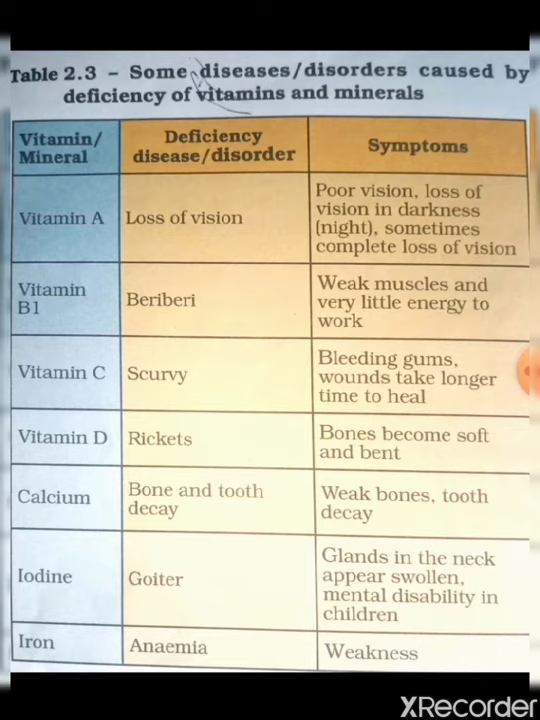 Table 2.3 – Some diseases/disorders caused by
deficiency of vitamins and minerals
Vitamin/
Mineral
Deficiency
disease/disorder
Symptoms
Vitamin A
Loss of vision
Poor vision, loss of
vision in darkness
(night), sometimes
complete loss of vision
Vitamin
B1
Beriberi
Weak muscles and
very little energy to
work
Vitamin C
Scurvy
Bleeding gums,
wounds take longer
time to heal
Vitamin D
Rickets
Bones become soft
and bent
Calcium
Bone and tooth
decay
Weak bones, tooth
decay
Iodine
Goiter
Glands in the neck
appear swollen,
mental disability in
children
Iron
Anaemia
Weakness
XRecorder